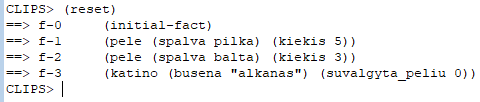 CLIPS> (reset)
==> f-0     (initial-fact)
==> f-1     (pele (spalva pilka) (kiekis 5))
==> f-2     (pele (spalva balta) (kiekis 3))
==> f-3     (katino (busena "alkanas") (suvalgyta_peliu 0))
CLIPS>